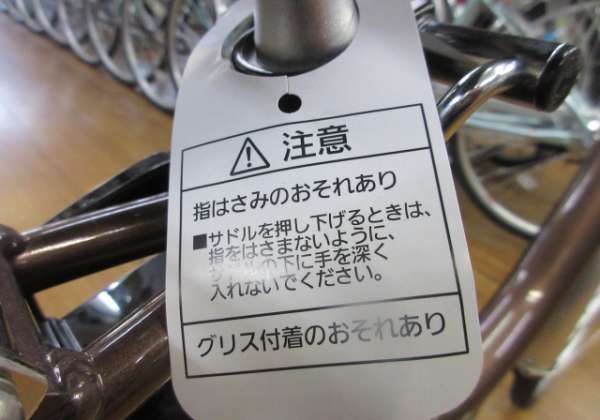 注意
指はさみのおそれあり
■サドルを押し下げるときは、
指をはさまないように、
サドルの下に手を深く
入れないでください。
グリス付着のおそれあり